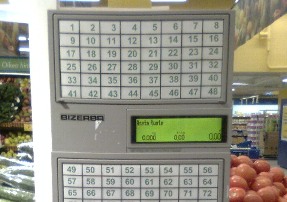 1 2 3 4 5 6 7 8
9 10 11 12 13 14 15 16
17 18 19 20 21 22 23 24
25 26 27 28 29 30 31 32
33 34 35 36 37 38 39 40
41 42 43 44 45 46 47 48
BIZERBA
0.000 0.00 0.00
49 50 51 52 53 54 55 56
57 58 59 60 61 62 63 64
65 66 67 68 69 70 71 72